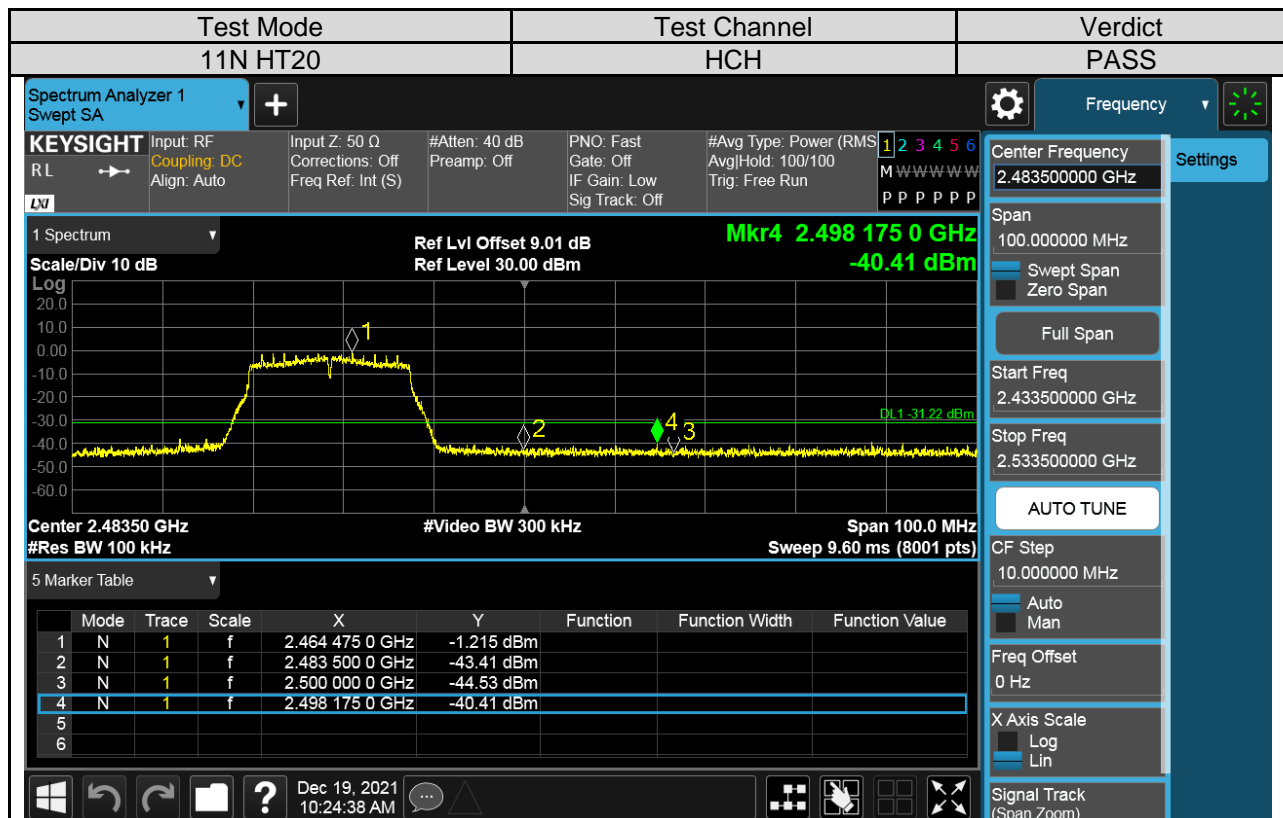 Test Mode Test Channel Verdict
11N HT20 HCH PASS
Spectrum Analyzer 1
Swept SA
Frequency
KEYSIGHT
RL
LXI
Input: RF
Coupling: DC
Align: Auto
Input Z: 50 Ω
Corrections: Off
Freq Ref: Int (S)
#Atten: 40 dB
Preamp: Off
PNO: Fast
Gate: Off
IF Gain: Low
Sig Track: Off
#Avg Type: Power (RMS
Avg|Hold: 100/100
Trig: Free Run
1 2 3 4 5 6
M W W W W W
P P P P P P
1 Spectrum
Scale/Div 10 dB
Ref Lvl Offset 9.01 dB
Ref Level 30.00 dBm
Mkr4 2.498 175 0 GHz
-40.41 dBm
Log
20.0
10.0
0.00
-10.0
-20.0
-30.0
-40.0
-50.0
-60.0
1
2
4
3
DL1 -31.22 dBm
Center 2.48350 GHz #Video BW 300 kHz Span 100.0 MHz
#Res BW 100 kHz Sweep 9.60 ms (8001 pts)
5 Marker Table
Mode Trace Scale X Y Function Function Width Function Value
1 N 1 f 2.464 475 0 GHz -1.215 dBm
2 N 1 f 2.483 500 0 GHz -43.41 dBm
3 N 1 f 2.500 000 0 GHz -44.53 dBm
4 N 1 f 2.498 175 0 GHz -40.41 dBm
5
6
Dec 19, 2021
10:24:38 AM
Center Frequency
2.483500000 GHz
Settings
Span
100.000000 MHz
Swept Span
Zero Span
Full Span
Start Freq
2.433500000 GHz
Stop Freq
2.533500000 GHz
AUTO TUNE
CF Step
10.000000 MHz
Auto
Man
Freq Offset
0 Hz
X Axis Scale
Log
Lin
Signal Track
(Span Zoom)